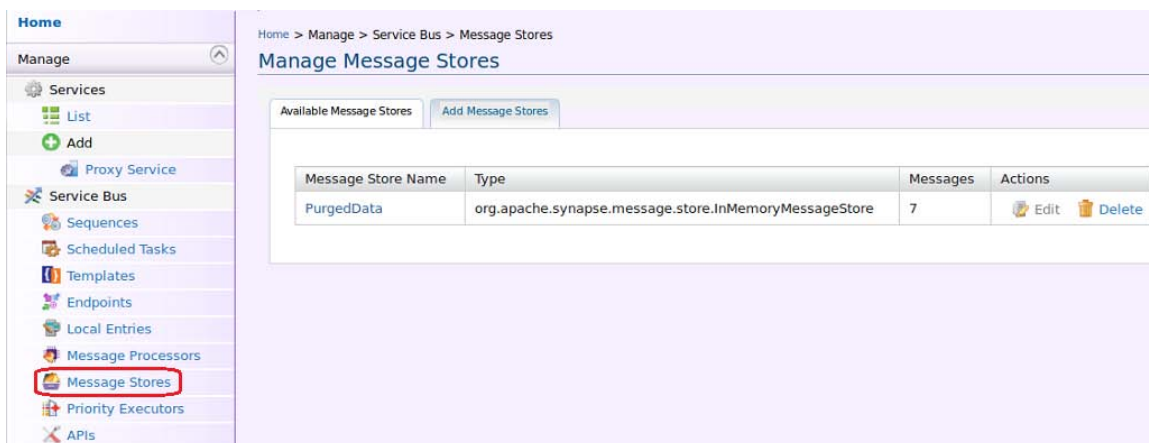 Home
Manage
Services
List
Add
Proxy Service
Service Bus
Sequences
Scheduled Tasks
Templates
Endpoints
Local Entries
Message Processors
Message Stores
Priority Executors
APIs
Home > Manage > Service Bus > Message Stores
Manage Message Stores
Available Message Stores Add Message Stores
Message Store Name Type Messages Actions
PurgedData org.apache.synapse.message.store.InMemoryMessageStore 7 Edit Delete